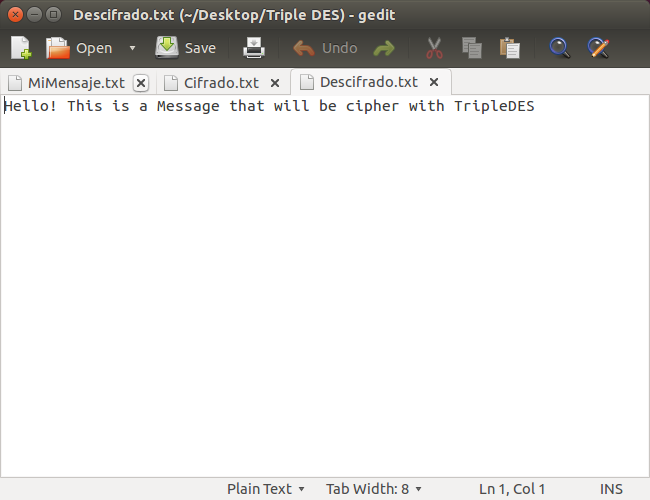 Descifrado.txt (~/Desktop/Triple DES) - gedit
Open Save Undo
MiMensaje.txt Cifrado.txt Descifrado.txt
Hello! This is a Message that will be cipher with TripleDES
Plain Text Tab Width: 8 Ln 1, Col 1 INS